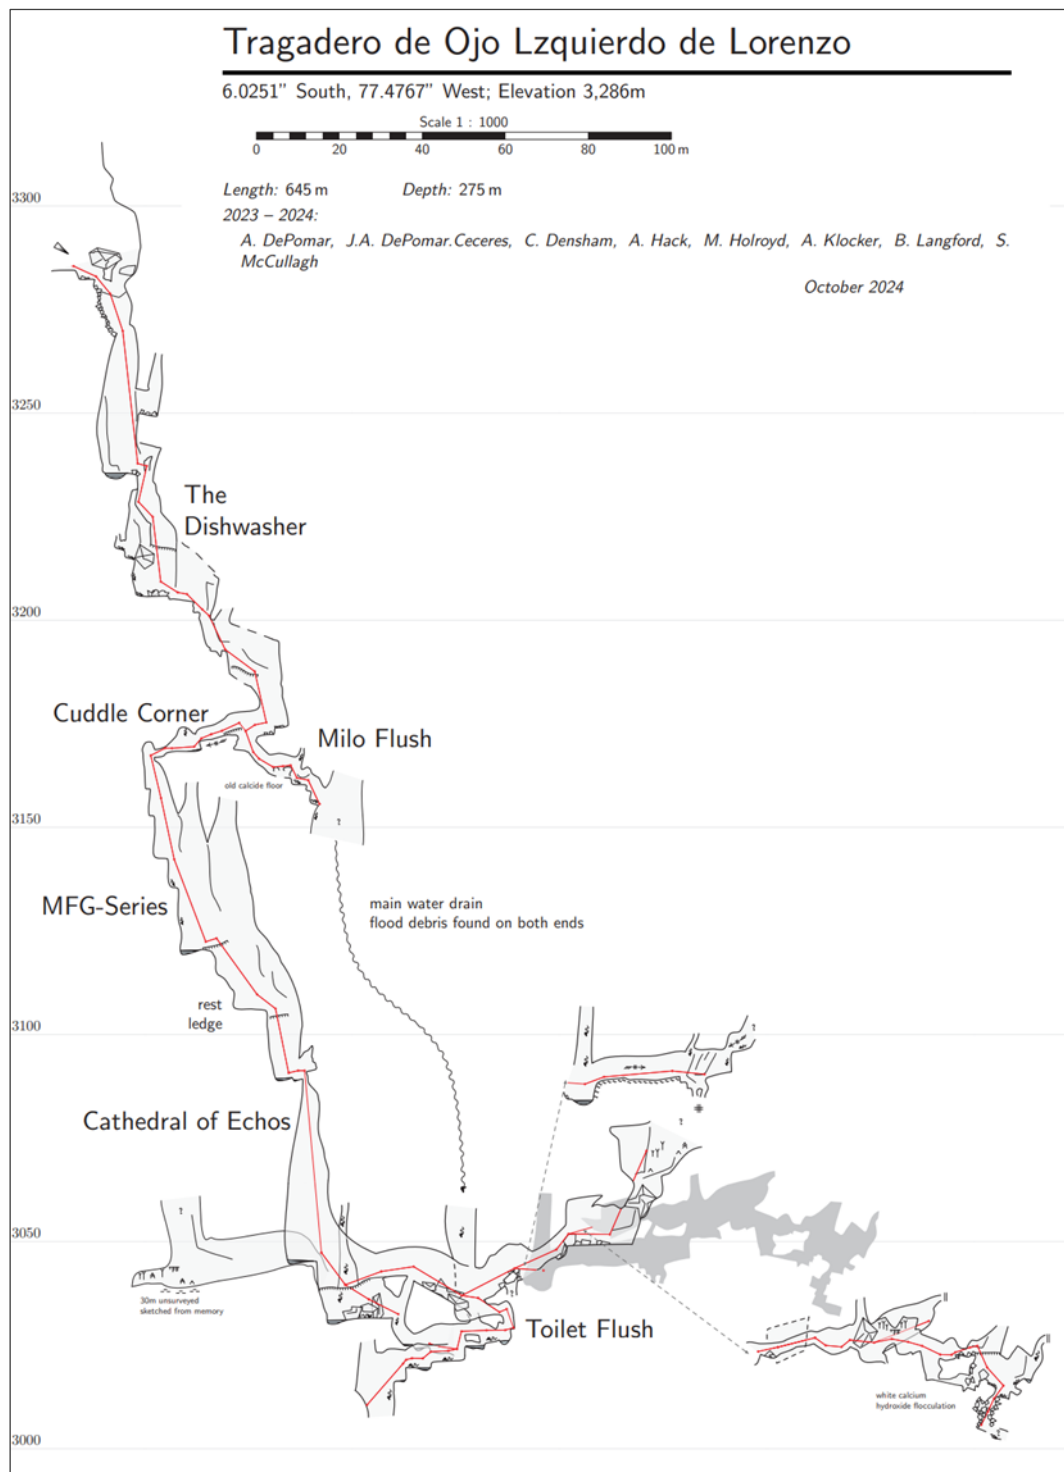 Tragadero de Ojo Lzquierdo de Lorenzo
6.0251" South, 77.4767" West; Elevation 3,286m
Scale 1 : 1000
0 20 40 60 80 100 m
Length: 645 m Depth: 275 m
2023 – 2024:
A. DePomar, J.A. DePomar.Ceceres, C. Densham, A. Hack, M. Holroyd, A. Klocker, B. Langford, S.
McCullagh
October 2024
3300
3250
The
Dishwasher
3200
Cuddle Corner
Milo Flush
old calcide floor
?
3150
MFG-Series
main water drain
flood debris found on both ends
rest
ledge
3100
?
Cathedral of Echos
?
?
3050
30m unsurveyed
sketched from memory
?
Toilet Flush
white calcium
hydroxide flocculation
3000